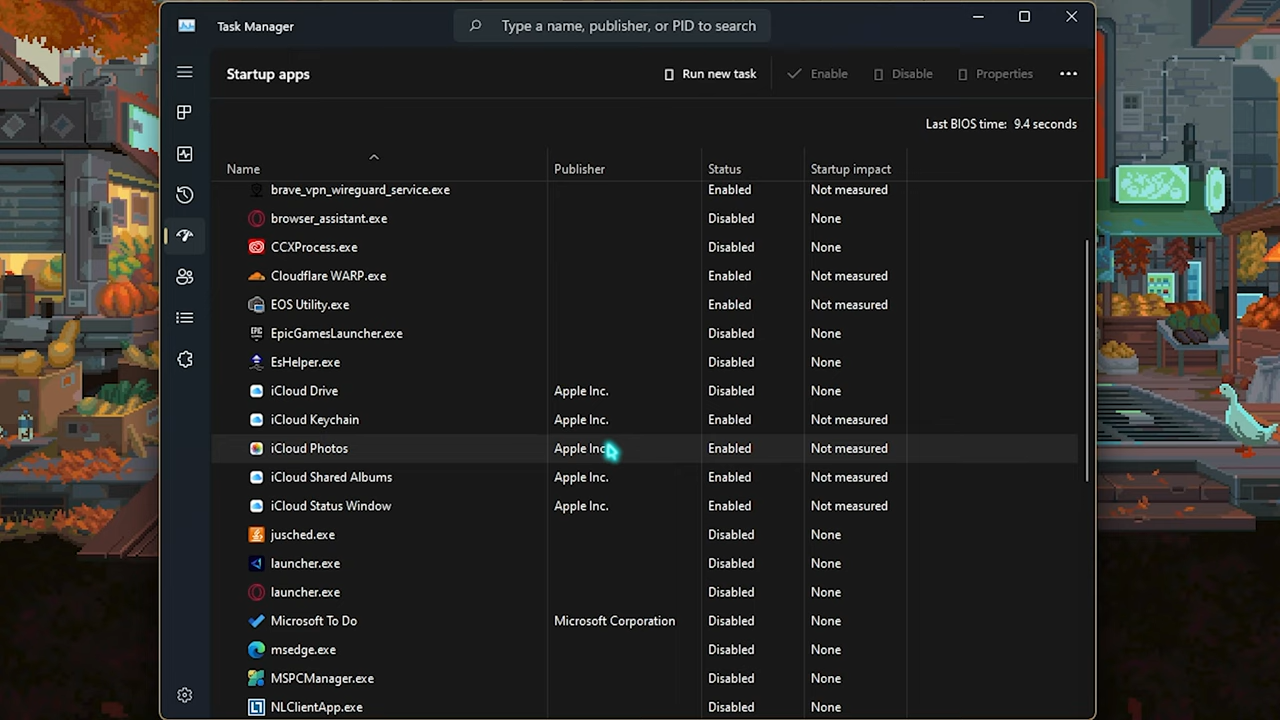 Task Manager
Type a name, publisher, or PID to search
Startup apps
Run new task
Enable
Disable
Properties
Last BIOS time: 9.4 seconds
Name Publisher Status Startup impact
brave_vpn_wireguard_service.exe Enabled Not measured
browser_assistant.exe Disabled None
CCXProcess.exe Disabled None
Cloudflare WARP.exe Enabled Not measured
EOS Utility.exe Enabled Not measured
EpicGamesLauncher.exe Disabled None
EsHelper.exe Disabled None
iCloud Drive Apple Inc. Disabled None
iCloud Keychain Apple Inc. Enabled Not measured
iCloud Photos Apple Inc. Enabled Not measured
iCloud Shared Albums Apple Inc. Enabled Not measured
iCloud Status Window Apple Inc. Enabled Not measured
jusched.exe Disabled None
launcher.exe Disabled None
launcher.exe Disabled None
Microsoft To Do Microsoft Corporation Disabled None
msedge.exe Disabled None
MSPCManager.exe Disabled None
NLClientApp.exe Disabled None